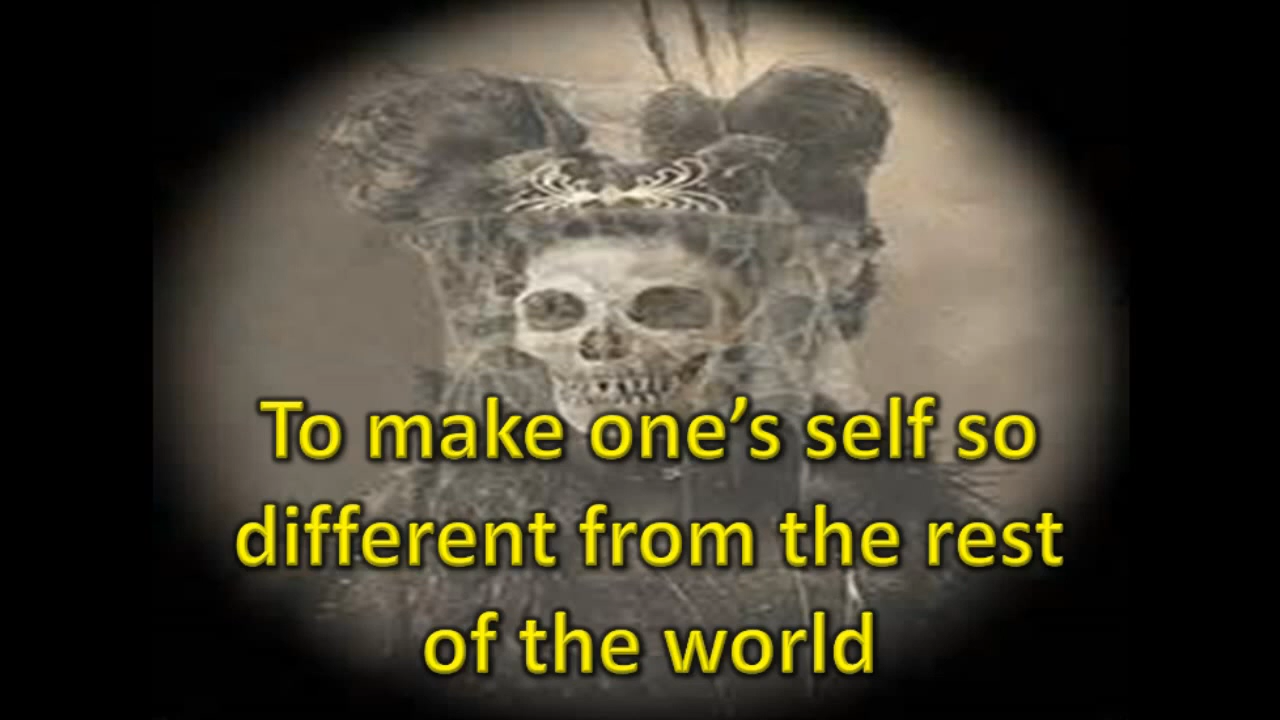 To make one’s self so
different from the rest
of the world